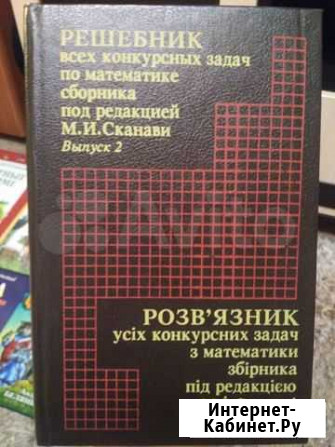 РЕШЕБНИК
всех конкурсных задач
по математике
сборника
под редакцией
М.И.Сканави
Выпуск 2
Avito
РОЗВ'ЯЗНИК
усіх конкурсних задач
з математики
збірника
під редакцією
Интернет-
Кабинет.Ру